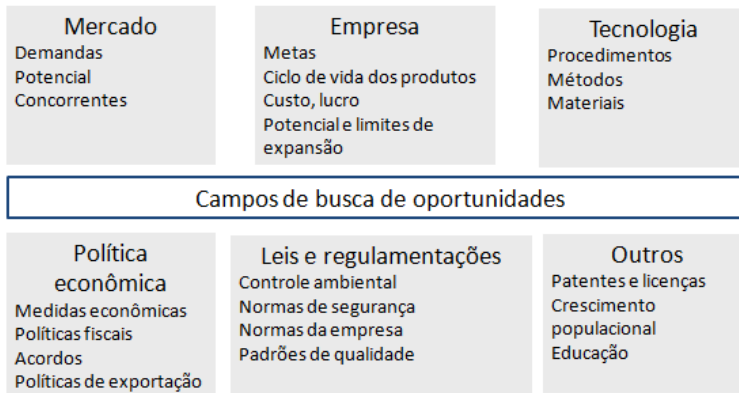 Mercado
Demandas
Potencial
Concorrentes
Empresa
Metas
Ciclo de vida dos produtos
Custo, lucro
Potencial e limites de
expansão
Tecnologia
Procedimentos
Métodos
Materiais
Campos de busca de oportunidades
Política
econômica
Medidas econômicas
Políticas fiscais
Acordos
Políticas de exportação
Leis e regulamentações
Controle ambiental
Normas de segurança
Normas da empresa
Padrões de qualidade
Outros
Patentes e licenças
Crescimento
populacional
Educação